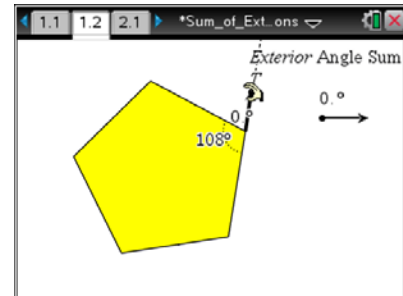 1.1 1.2 2.1 *Sum_of_Ext…ons
Exterior Angle Sum
T
0.°
0.°
108°